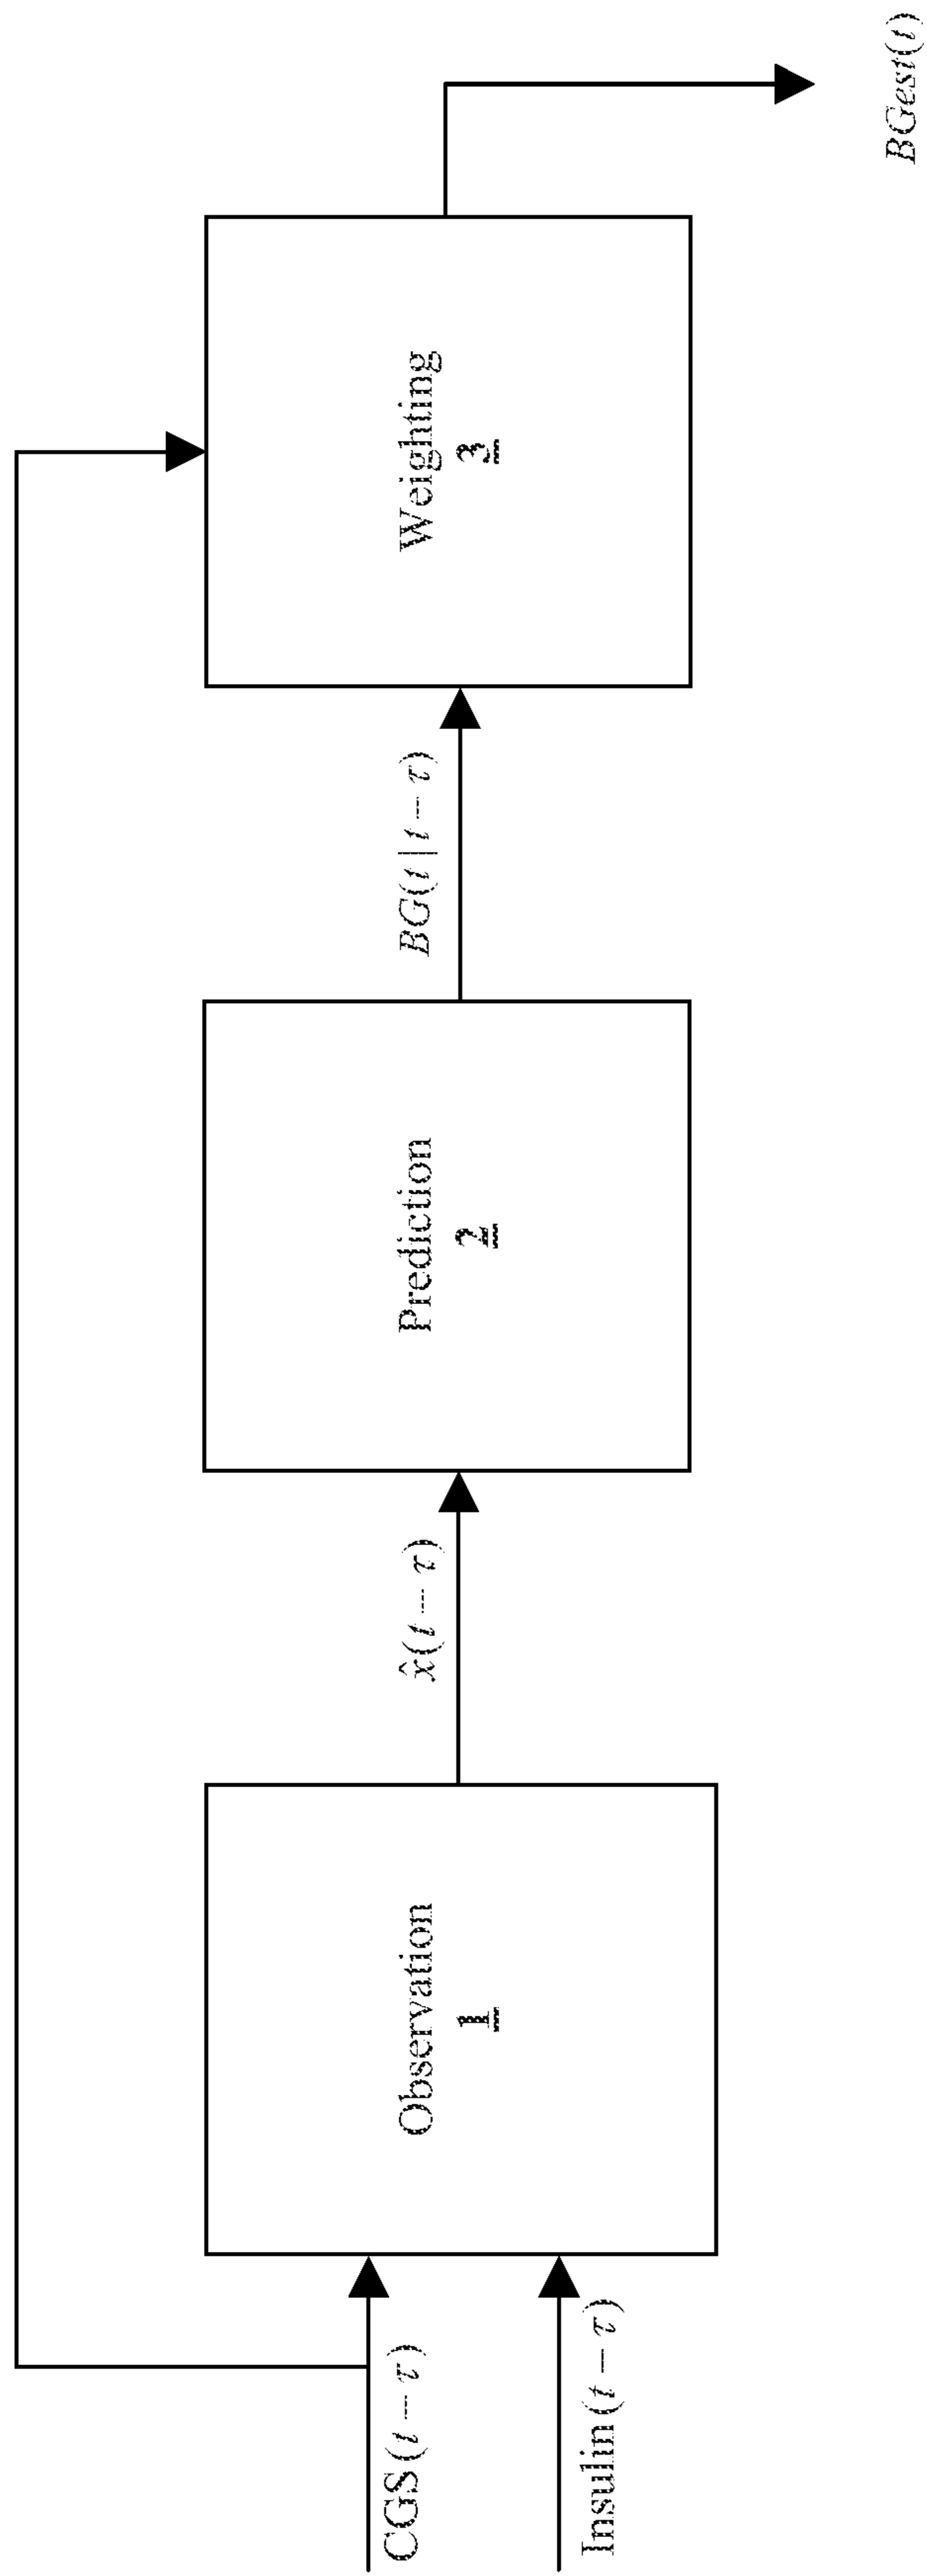 CGS(t − τ)
Insulin(t − τ)
Observation
1
x̂(t − τ)
Prediction
2
BG(t | t − τ)
Weighting
3
BGest(t)